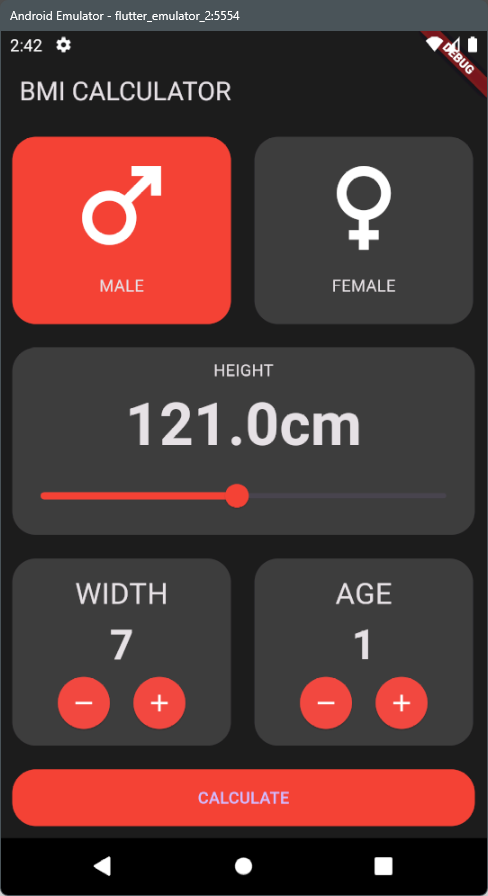 Android Emulator - flutter_emulator_2:5554
2:42
DEBUG
BMI CALCULATOR
MALE
FEMALE
HEIGHT
121.0cm
WIDTH
AGE
7
1
CALCULATE